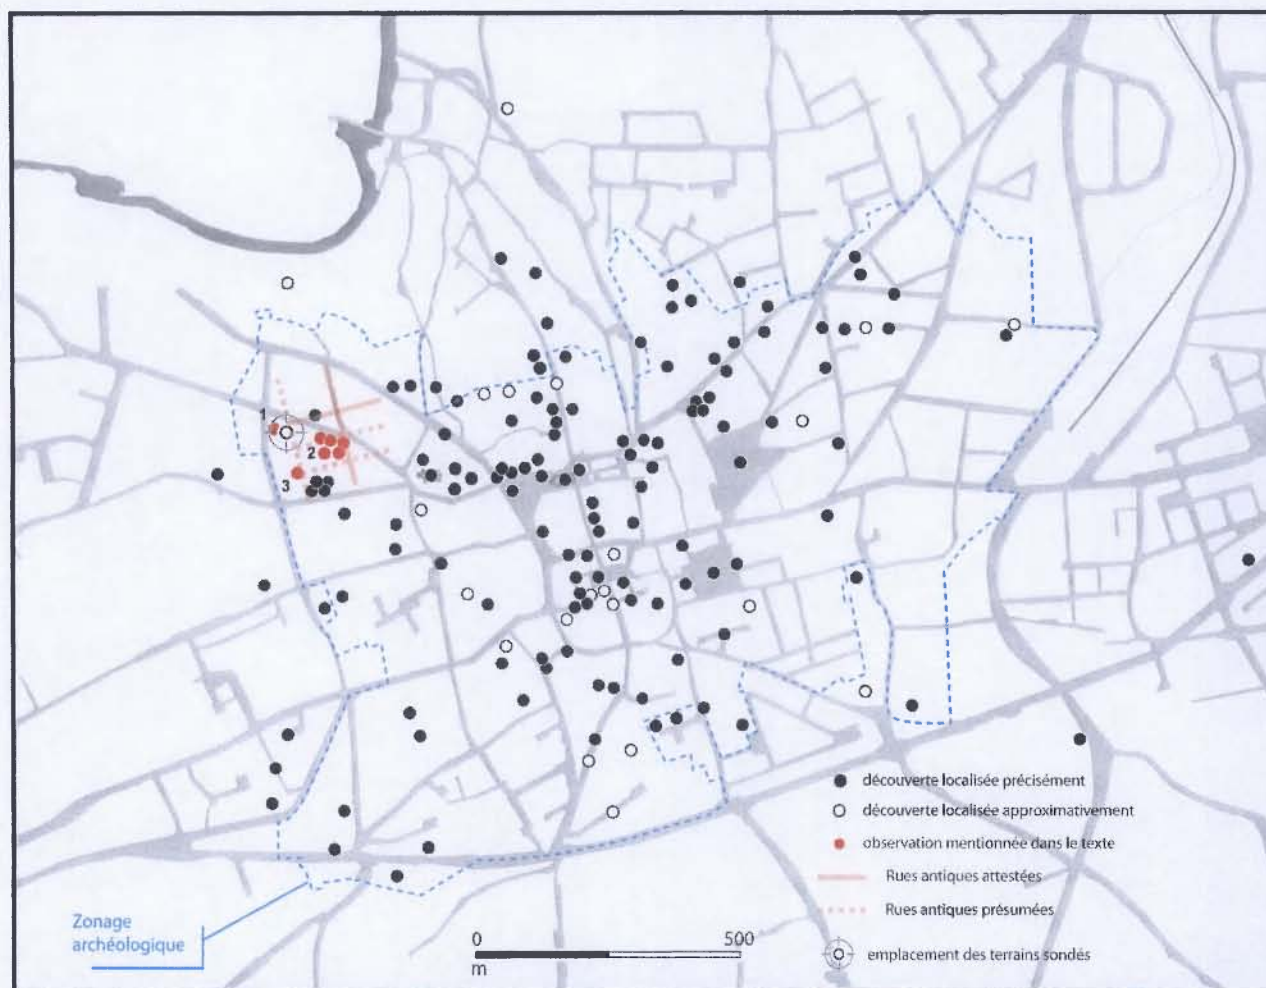 1
2
3
découverte localisée précisément
découverte localisée approximativement
observation mentionnée dans le texte
Rues antiques attestées
Rues antiques présumées
emplacement des terrains sondés
Zonage
archéologique
0 500
m